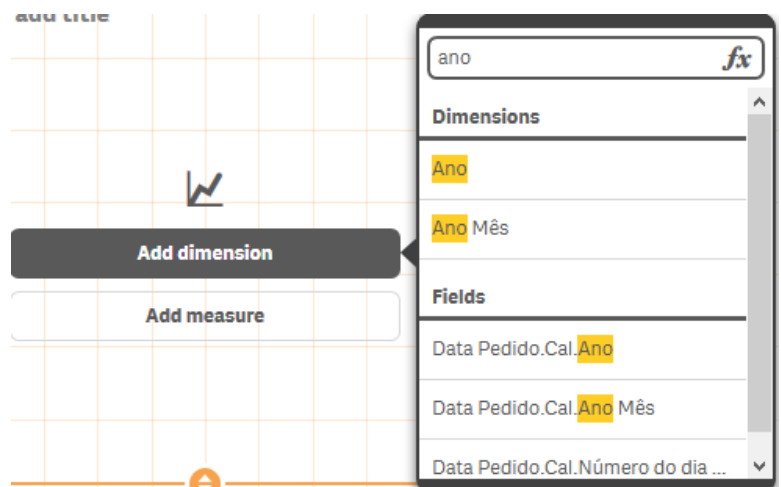 add title
ano fx
Dimensions
Ano
Ano Mês
Add dimension
Add measure
Fields
Data Pedido.Cal.Ano
Data Pedido.Cal.Ano Mês
Data Pedido.Cal.Número do dia ...